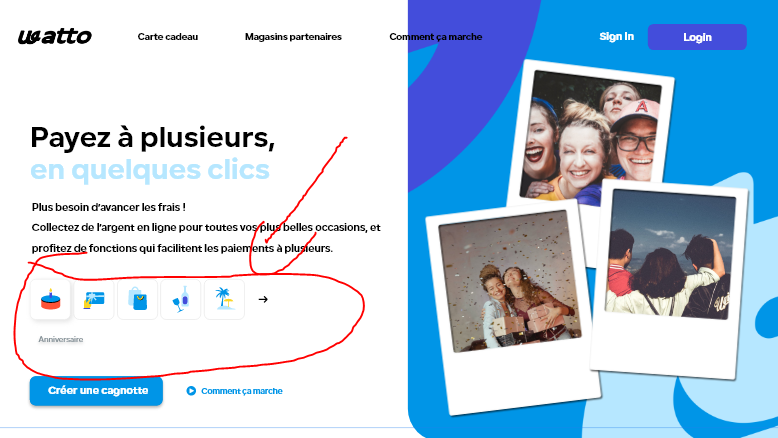 watto
Carte cadeau
Magasins partenaires
Comment ça marche
Sign in
Login
Payez à plusieurs,
en quelques clics
Plus besoin d'avancer les frais !
Collectez de l'argent en ligne pour toutes vos plus belles occasions, et
profitez de fonctions qui facilitent les paiements à plusieurs.
Anniversaire
Créer une cagnotte
Comment ça marche
A